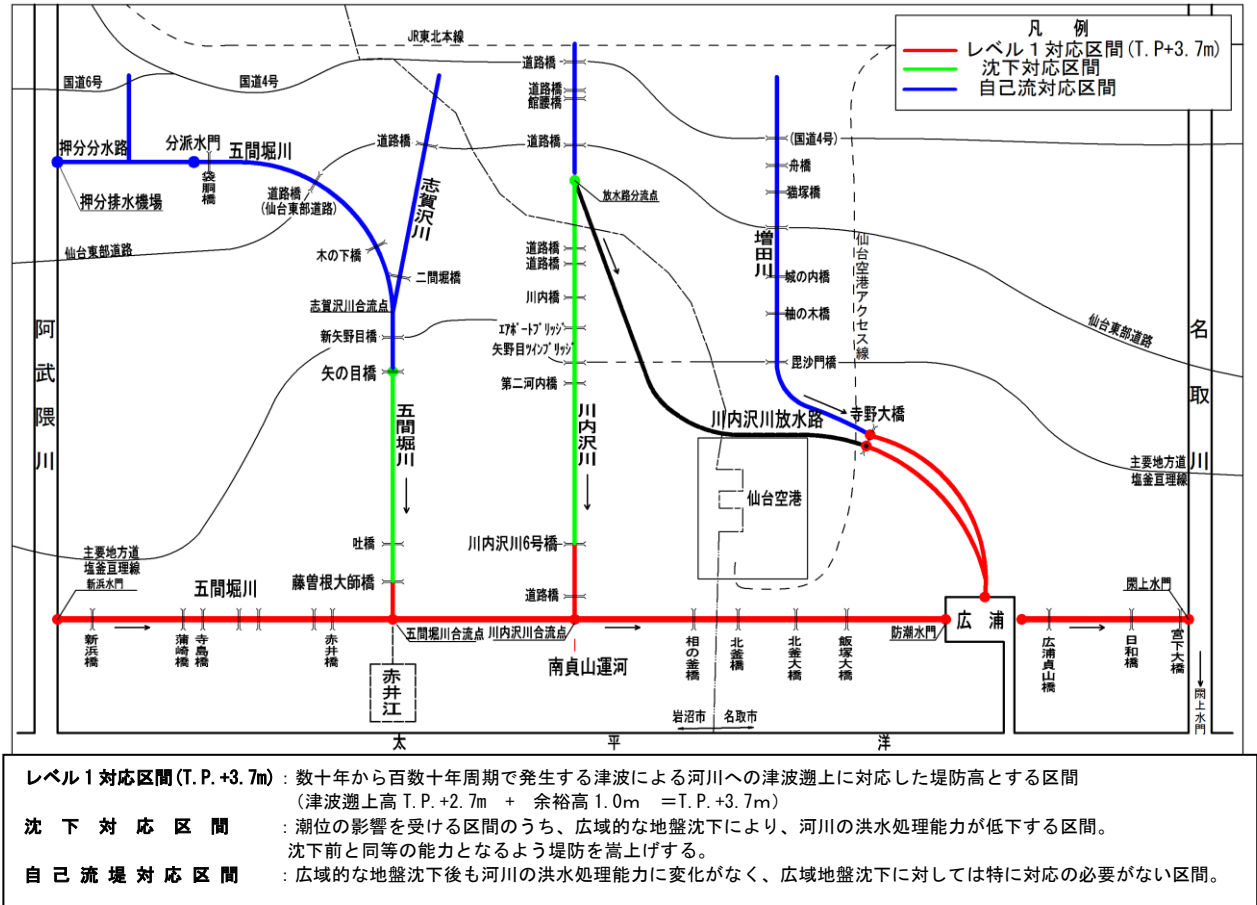 凡 例
レベル1対応区間(T.P+3.7m)
沈下対応区間
自己流対応区間
JR東北本線
国道6号
国道4号
道路橋
道路橋
館腰橋
押分分水路
分派水門
五間堀川
道路橋
道路橋
(国道4号)
舟橋
猫塚橋
押分排水機場
袋胴橋
道路橋
(仙台東部道路)
志賀沢川
放水路分流点
仙台東部道路
木の下橋
二間堀橋
道路橋
道路橋
増田川
仙台空港アクセス線
城の内橋
志賀沢川合流点
川内橋
柚の木橋
新矢野目橋
エアポートブリッジ
矢野目ツインブリッジ
毘沙門橋
仙台東部道路
阿武隈川
名取川
矢の目橋
第二河内橋
五間堀川
川内沢川
川内沢川放水路
寺野大橋
主要地方道
塩釜亘理線
仙台空港
吐橋
川内沢川6号橋
主要地方道
塩釜亘理線
新浜水門
五間堀川
藤曽根大師橋
道路橋
閖上水門
新浜橋
蒲崎橋
寺島橋
赤井橋
五間堀川合流点
川内沢川合流点
南貞山運河
相の釜橋
北釜橋
北釜大橋
飯塚大橋
防潮水門
広 浦
広浦貞山橋
日和橋
宮下大橋
閖上水門
赤井江
岩沼市
名取市
太 平 洋
レベル1対応区間(T.P.+3.7m) : 数十年から百数十年周期で発生する津波による河川への津波遡上に対応した堤防高とする区間
(津波遡上高T.P.+2.7m + 余裕高1.0m =T.P.+3.7m)
沈 下 対 応 区 間 : 潮位の影響を受ける区間のうち、広域的な地盤沈下により、河川の洪水処理能力が低下する区間。
沈下前と同等の能力となるよう堤防を嵩上げする。
自 己 流 堤 対 応 区 間 : 広域的な地盤沈下後も河川の洪水処理能力に変化がなく、広域地盤沈下に対しては特に対応の必要がない区間。